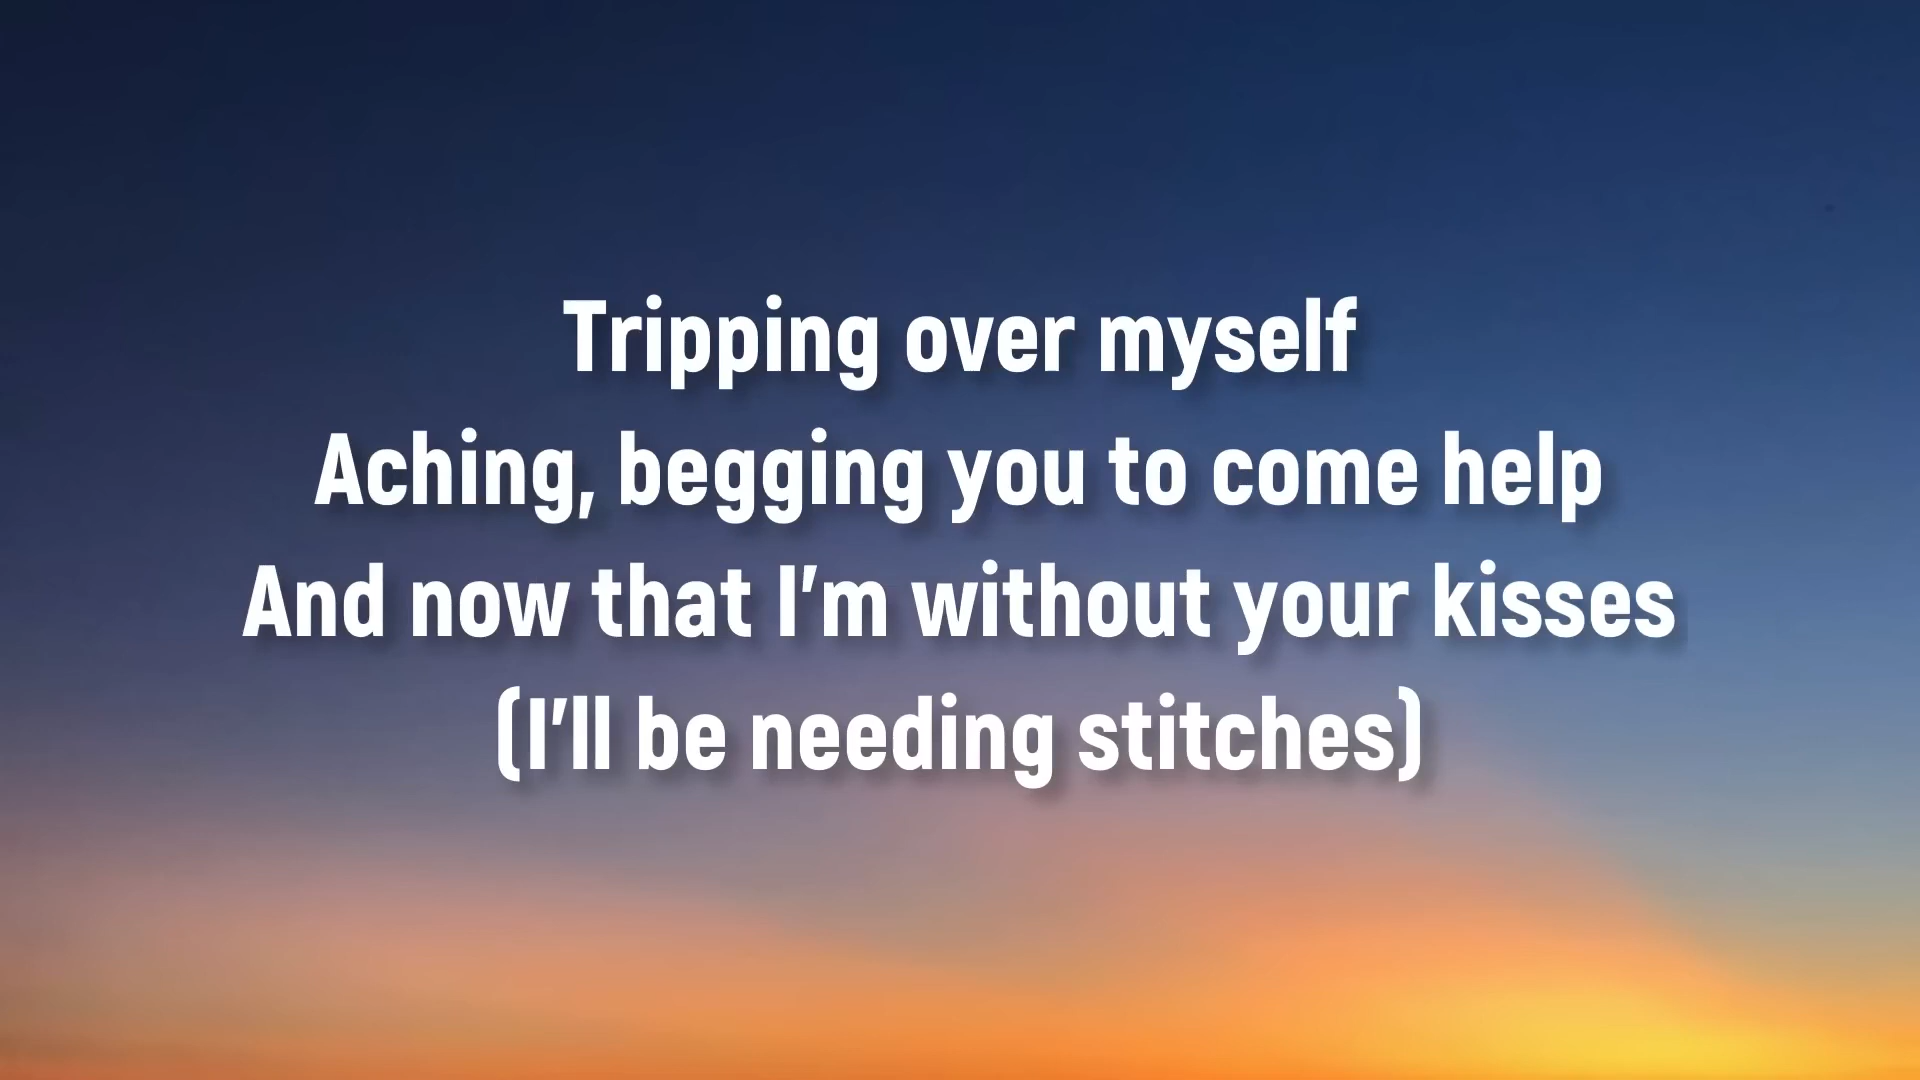 Tripping over myself
Aching, begging you to come help
And now that I'm without your kisses
(I'll be needing stitches)